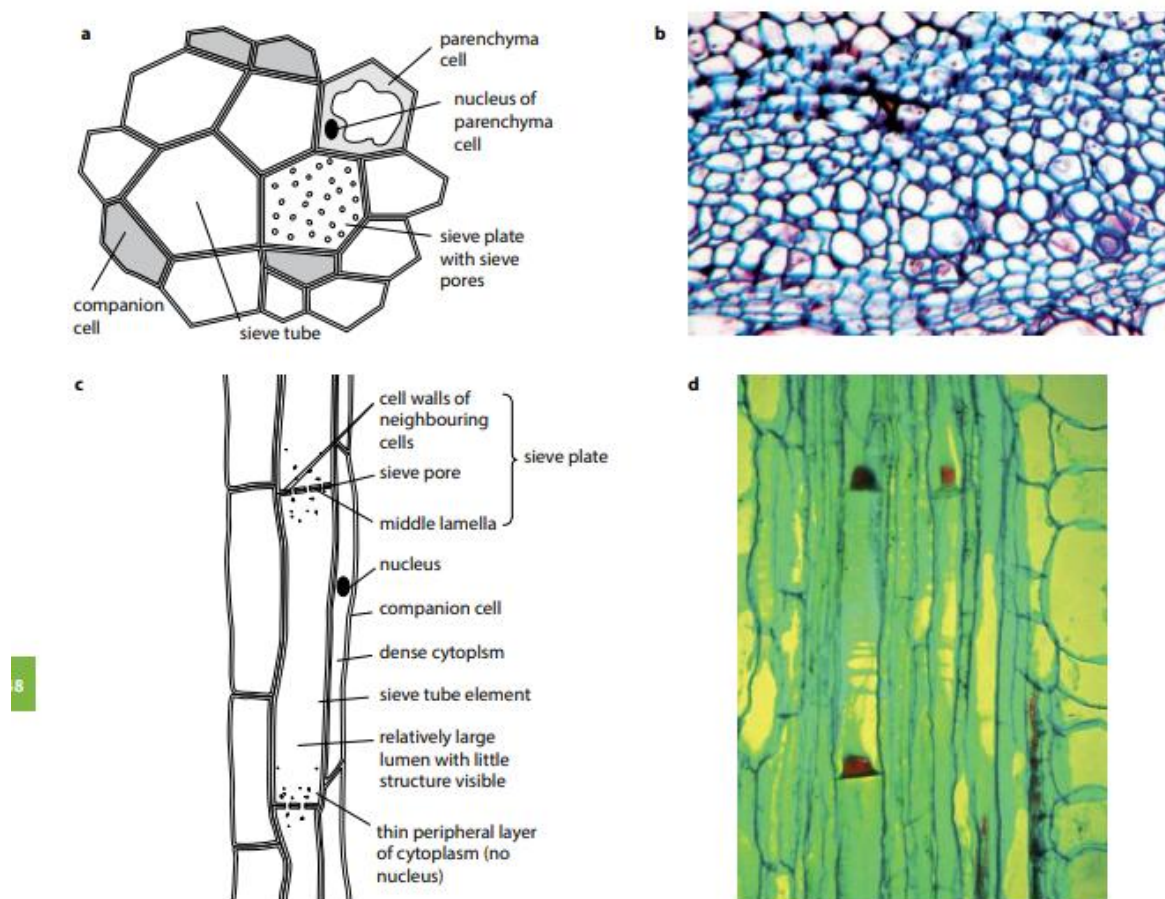 a
parenchyma
cell
nucleus of
parenchyma
cell
sieve plate
with sieve
pores
companion
cell
sieve tube
b
c
cell walls of
neighbouring
cells
sieve pore
middle lamella
sieve plate
nucleus
companion cell
dense cytoplsm
sieve tube element
relatively large
lumen with little
structure visible
thin peripheral layer
of cytoplasm (no
nucleus)
d